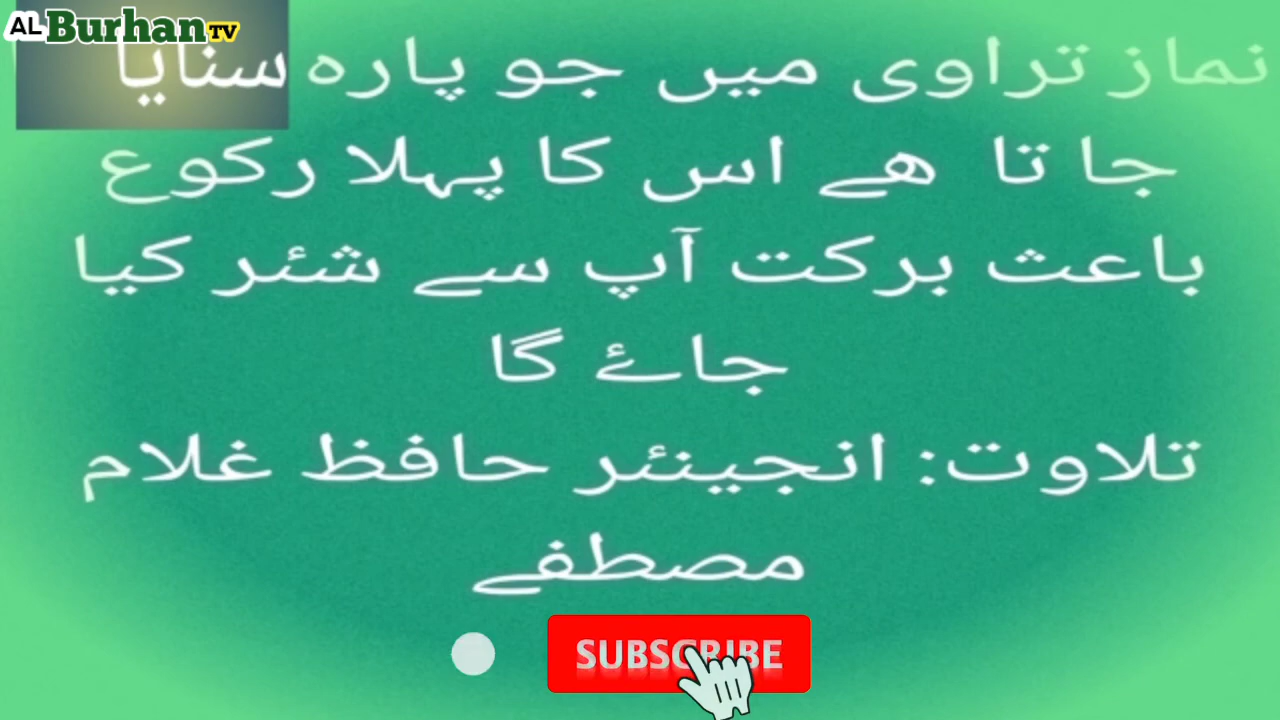 AL Burhan TV
نماز تراوی میں جو پارہ سنایا
جا تا ھے اس کا پہلا رکوع
باعث برکت آپ سے شئر کیا
جاۓ گا
تلاوت: انجینئر حافظ غلام
مصطفے
SUBSCRIBE